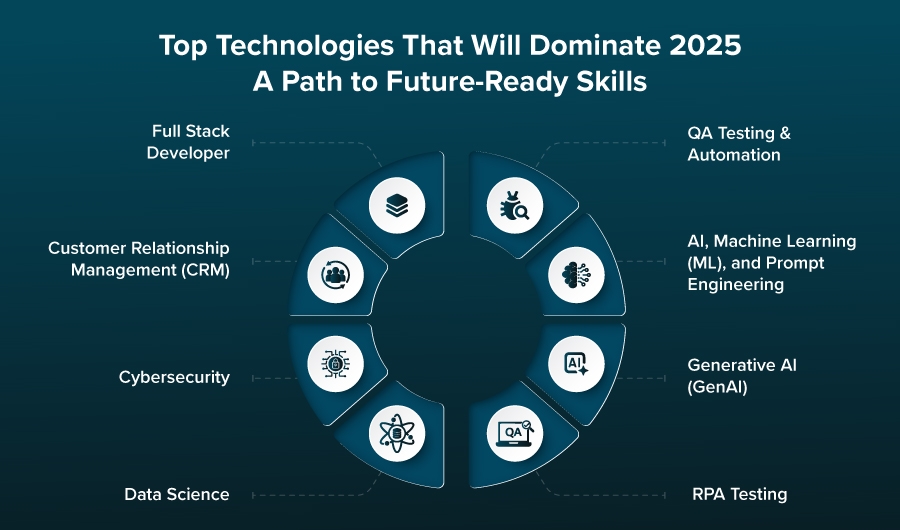 Top Technologies That Will Dominate 2025
A Path to Future-Ready Skills
Full Stack
Developer
QA Testing &
Automation
Customer Relationship
Management (CRM)
AI, Machine Learning
(ML), and Prompt
Engineering
Cybersecurity
AI
Generative AI
(GenAI)
QA
Data Science
RPA Testing